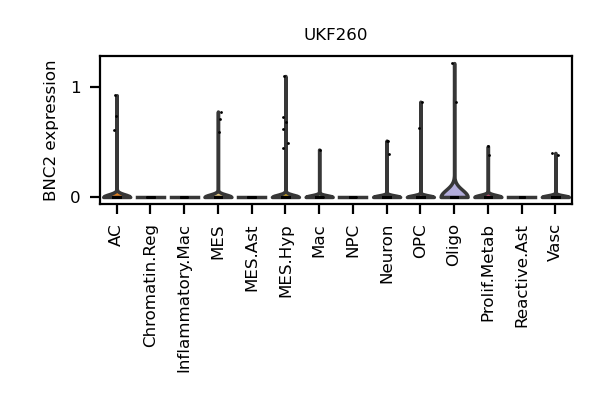 UKF260
BNC2 expression
1
0
AC
Chromatin.Reg
Inflammatory.Mac
MES
MES.Ast
MES.Hyp
Mac
NPC
Neuron
OPC
Oligo
Prolif.Metab
Reactive.Ast
Vasc